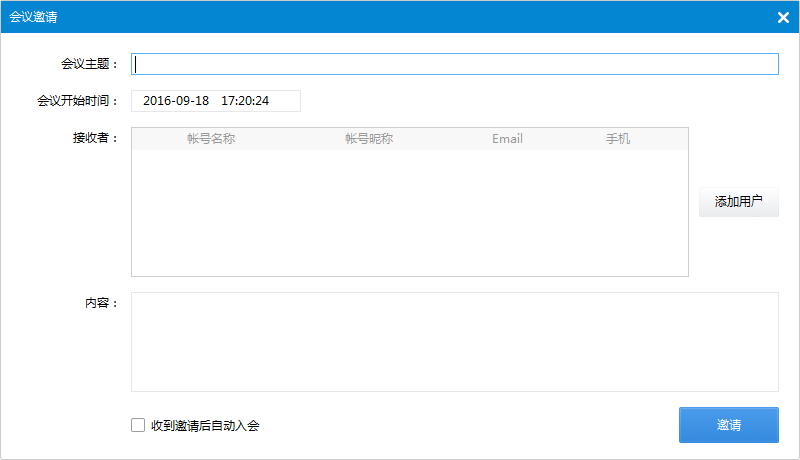 会议邀请
会议主题：
会议开始时间： 2016-09-18 17:20:24
接收者： 帐号名称 帐号昵称 Email 手机
添加用户
内容：
收到邀请后自动入会 邀请